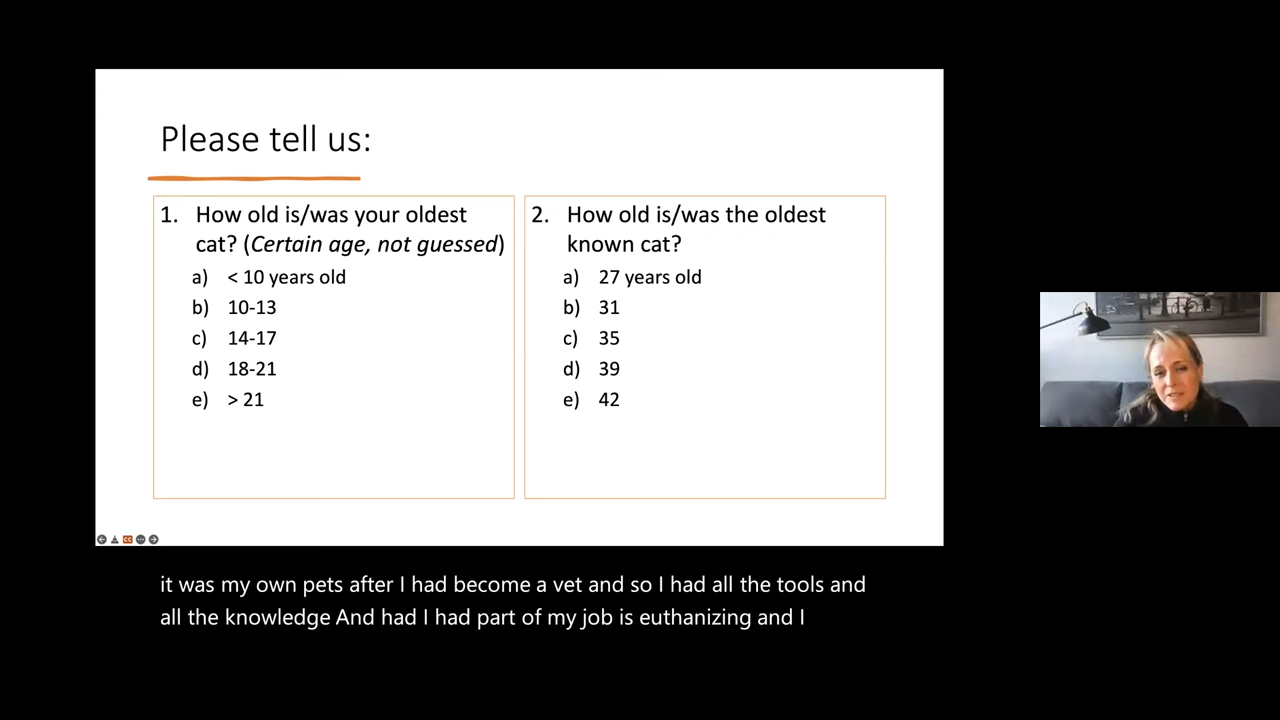 Please tell us:
1. How old is/was your oldest
cat? (Certain age, not guessed)
a) < 10 years old
b) 10-13
c) 14-17
d) 18-21
e) > 21
2. How old is/was the oldest
known cat?
a) 27 years old
b) 31
c) 35
d) 39
e) 42
it was my own pets after I had become a vet and so I had all the tools and
all the knowledge And had I had part of my job is euthanizing and I